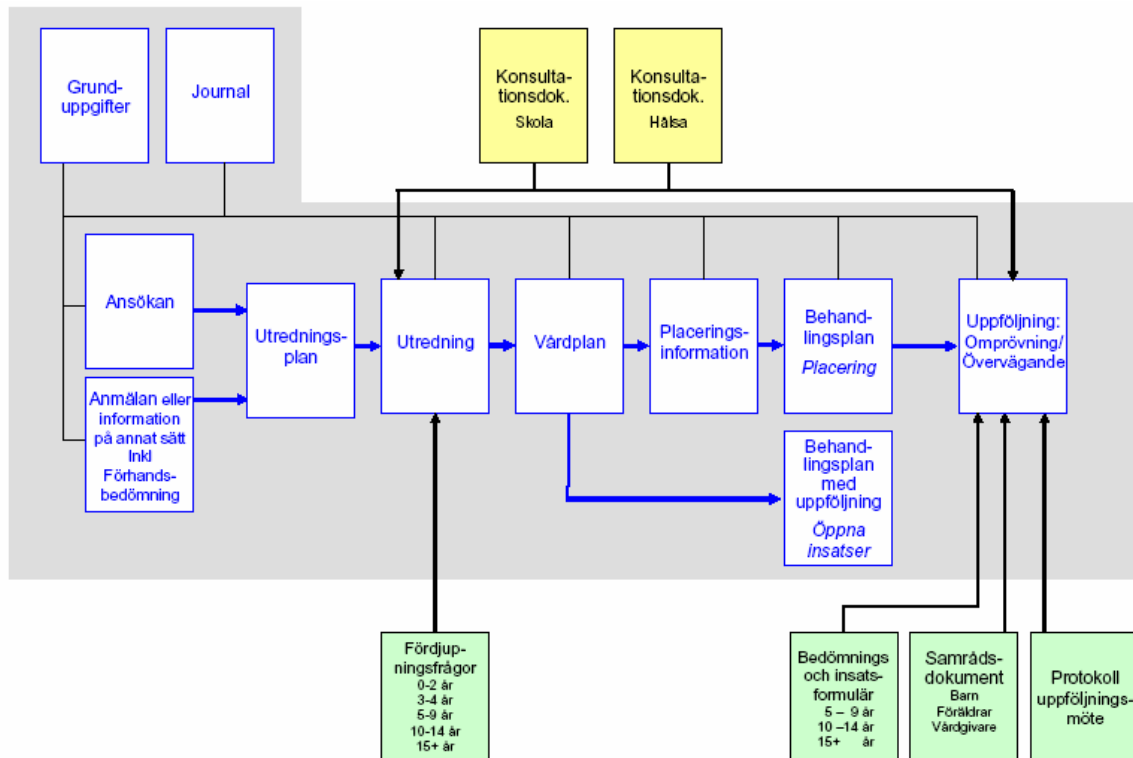 Grund-
uppgifter
Journal
Konsulta-
tionsdok.
Skola
Konsulta-
tionsdok.
Hälsa
Ansökan
Anmälan eller
information
på annat sätt
Inkl
Förhands-
bedömning
Utrednings-
plan
Utredning
Vårdplan
Placerings-
information
Behand-
lingsplan
Placering
Uppföljning:
Omprövning/
Övervägande
Behand-
lingsplan
med
uppföljning
Öppna
insatser
Fördjup-
ningsfrågor
0-2 år
3-4 år
5-9 år
10-14 år
15+ år
Bedömnings
och insats-
formulär
5 – 9 år
10 –14 år
15+ år
Samråds-
dokument
Barn
Föräldrar
Vårdgivare
Protokoll
uppföljnings-
möte